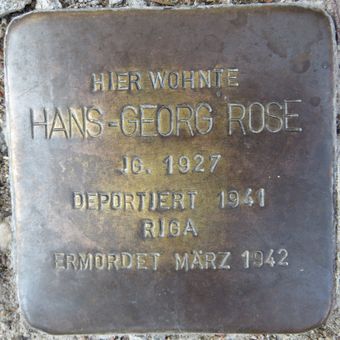 HIER WOHNTE
HANS-GEORG ROSE
JG. 1927
DEPORTIERT 1941
RIGA
ERMORDET MÄRZ 1942